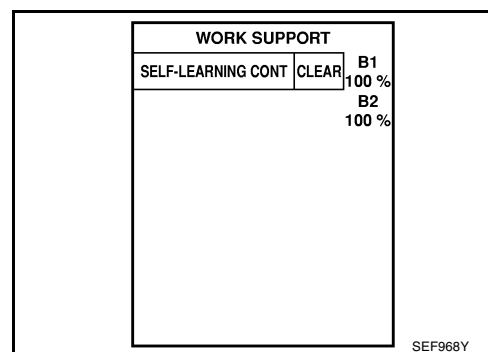 WORK SUPPORT
SELF-LEARNING CONT CLEAR B1
100 %
B2
100 %
SEF968Y